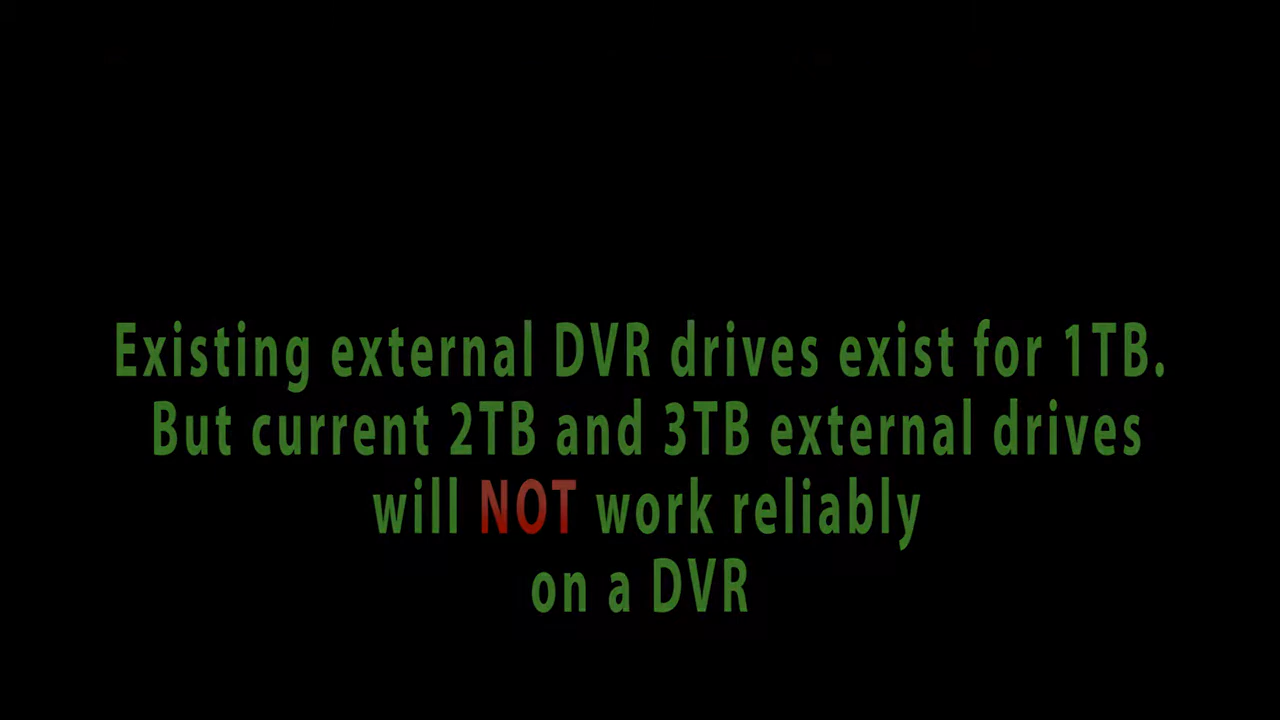 Existing external DVR drives exist for 1TB.
But current 2TB and 3TB external drives
will NOT work reliably
on a DVR